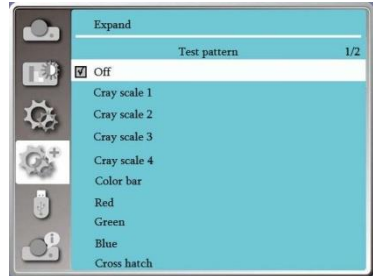 Expand
Test pattern 1/2
Off
Cray scale 1
Cray scale 2
Cray scale 3
Cray scale 4
Color bar
Red
Green
Blue
Cross hatch